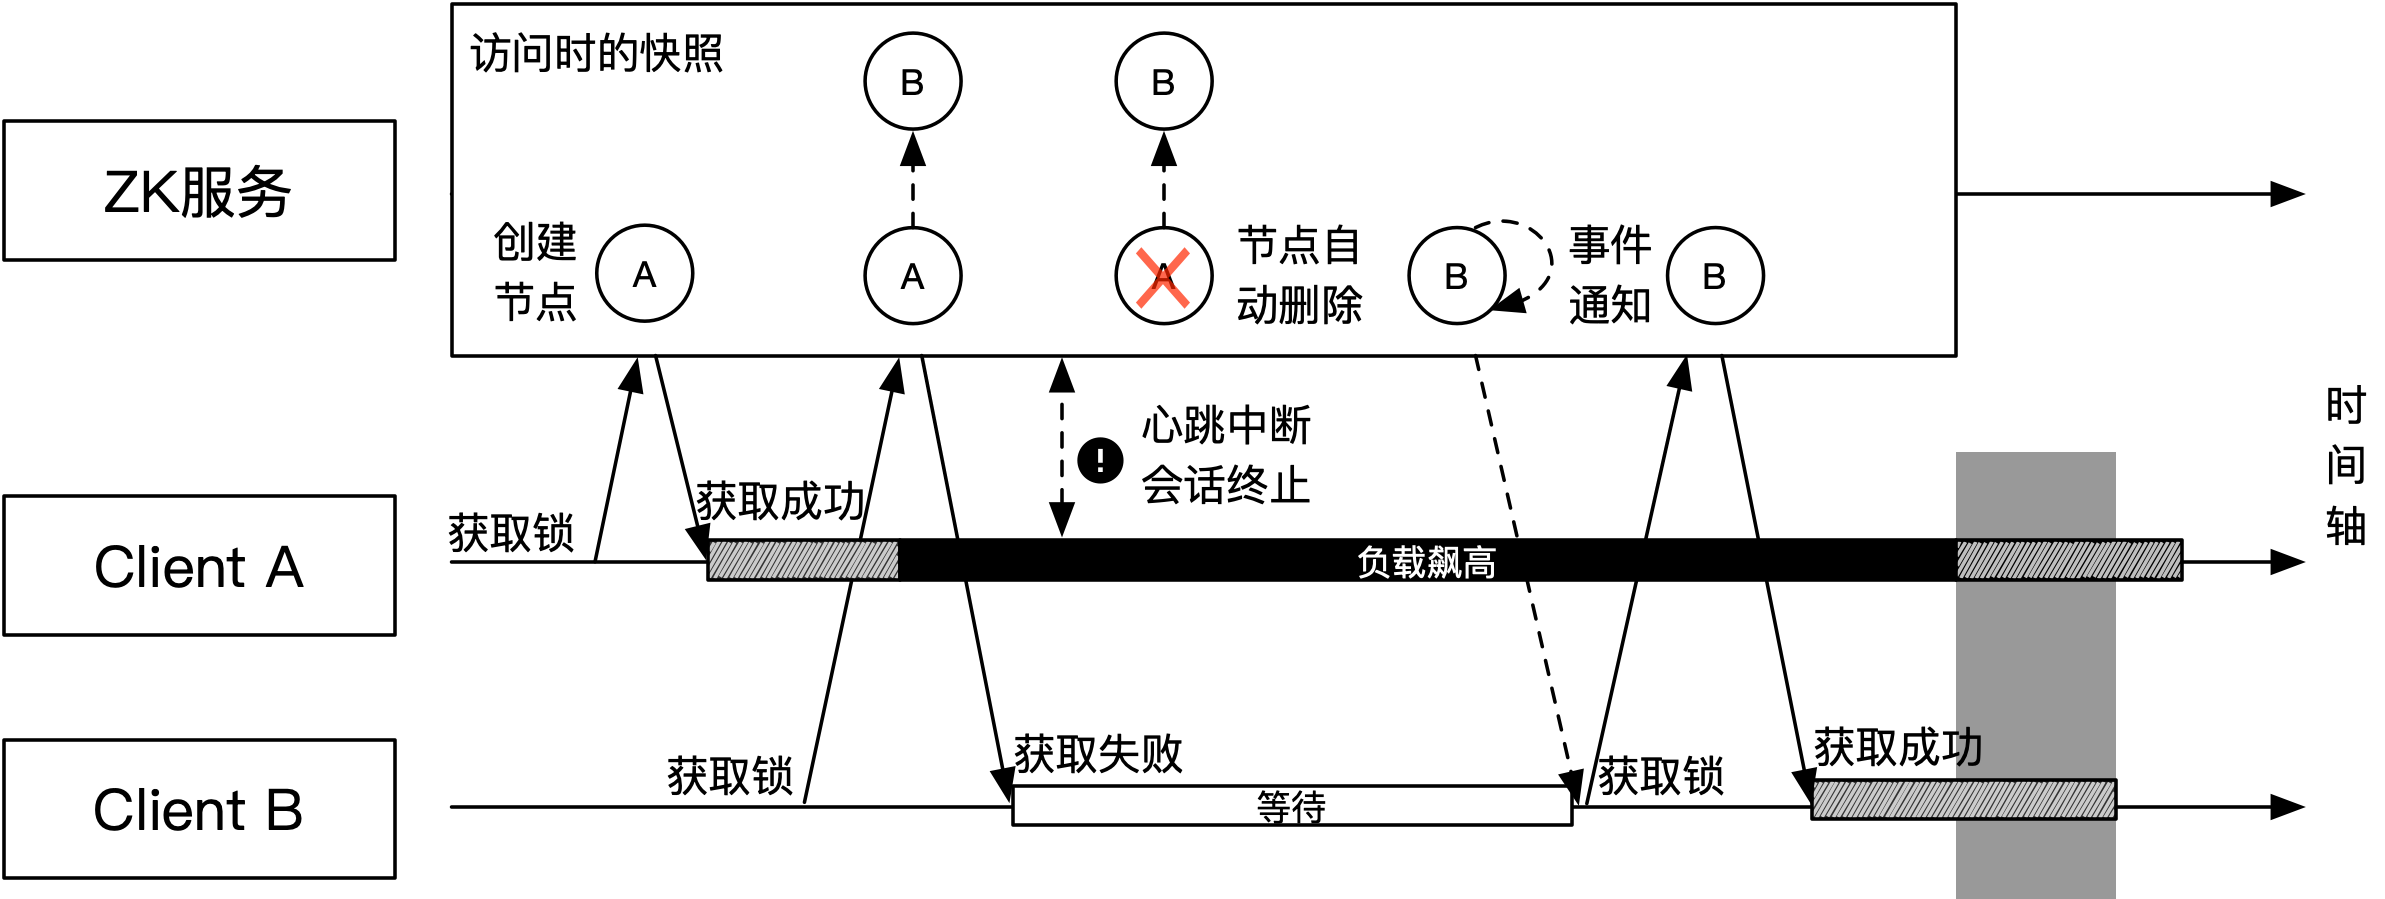 访问时的快照
B
B
ZK服务
创建
节点
A
A
A
节点自
动删除
B
事件
通知
B
时
间
轴
心跳中断
会话终止
!
获取锁
获取成功
Client A
负载飙高
获取锁
获取失败
获取锁
获取成功
Client B
等待